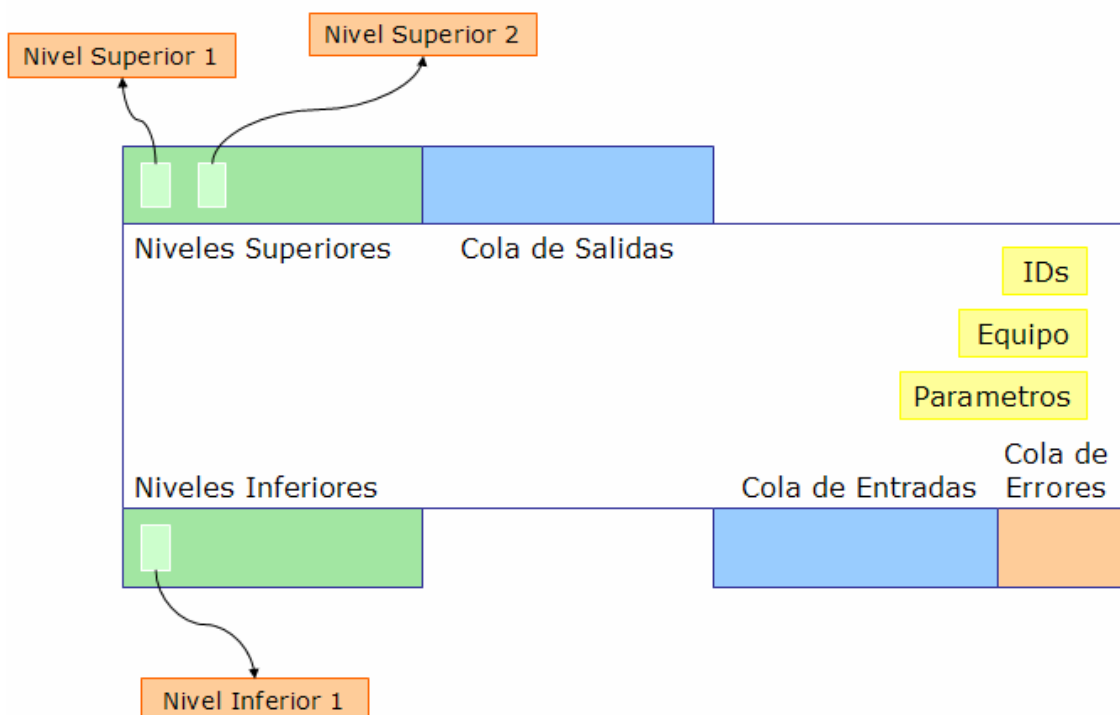 Nivel Superior 1
Nivel Superior 2
Niveles Superiores
Cola de Salidas
IDs
Equipo
Parametros
Niveles Inferiores
Cola de Entradas
Cola de
Errores
Nivel Inferior 1